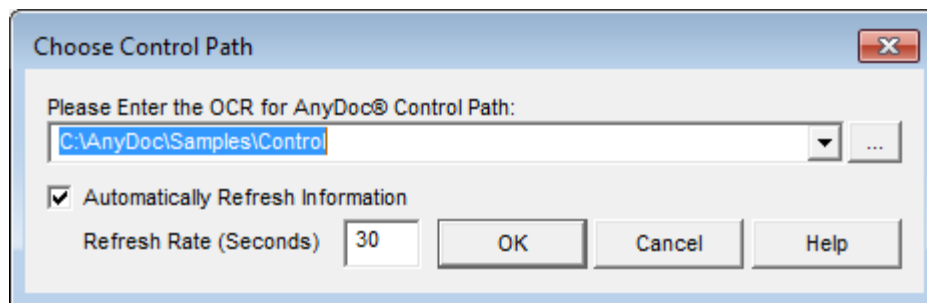 Choose Control Path
Please Enter the OCR for AnyDoc® Control Path:
C:\AnyDoc\Samples\Control
...
Automatically Refresh Information
Refresh Rate (Seconds) 30 OK Cancel Help